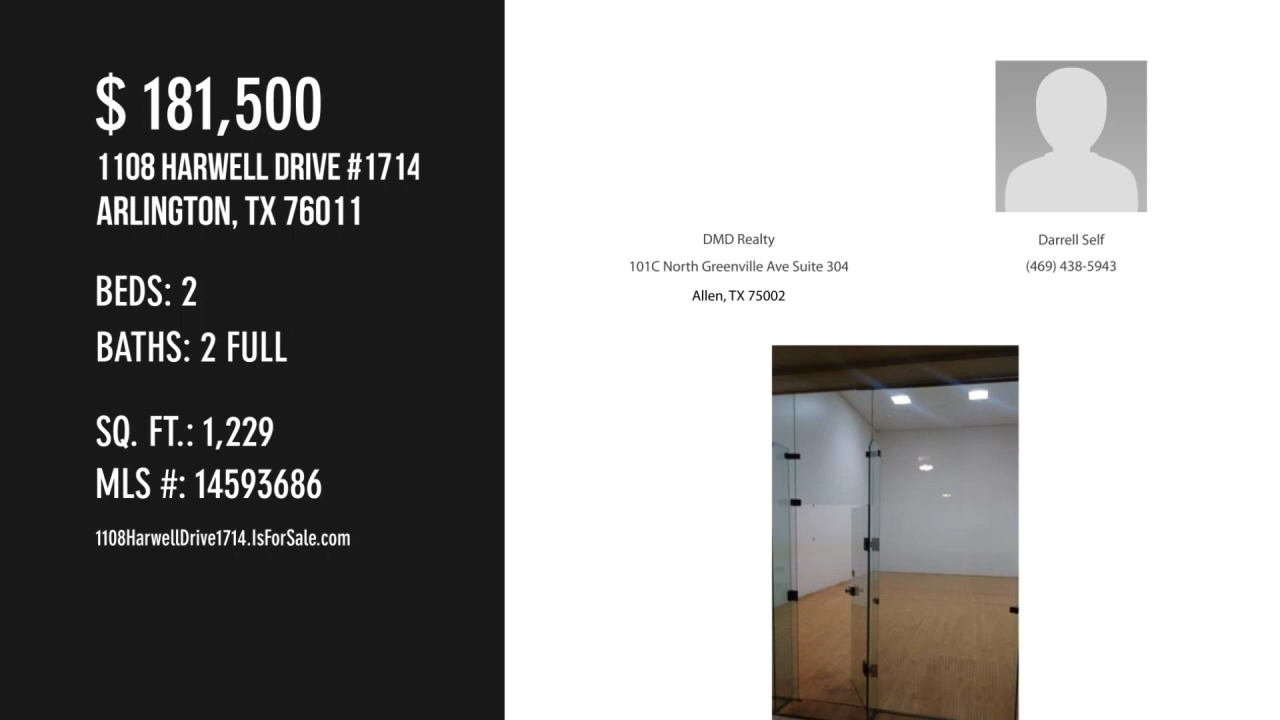 $ 181,500
1108 HARWELL DRIVE #1714
ARLINGTON, TX 76011
BEDS: 2
BATHS: 2 FULL
SQ. FT.: 1,229
MLS #: 14593686
1108HarwellDrive1714.IsForSale.com
DMD Realty
101C North Greenville Ave Suite 304
Allen, TX 75002
Darrell Self
(469) 438-5943